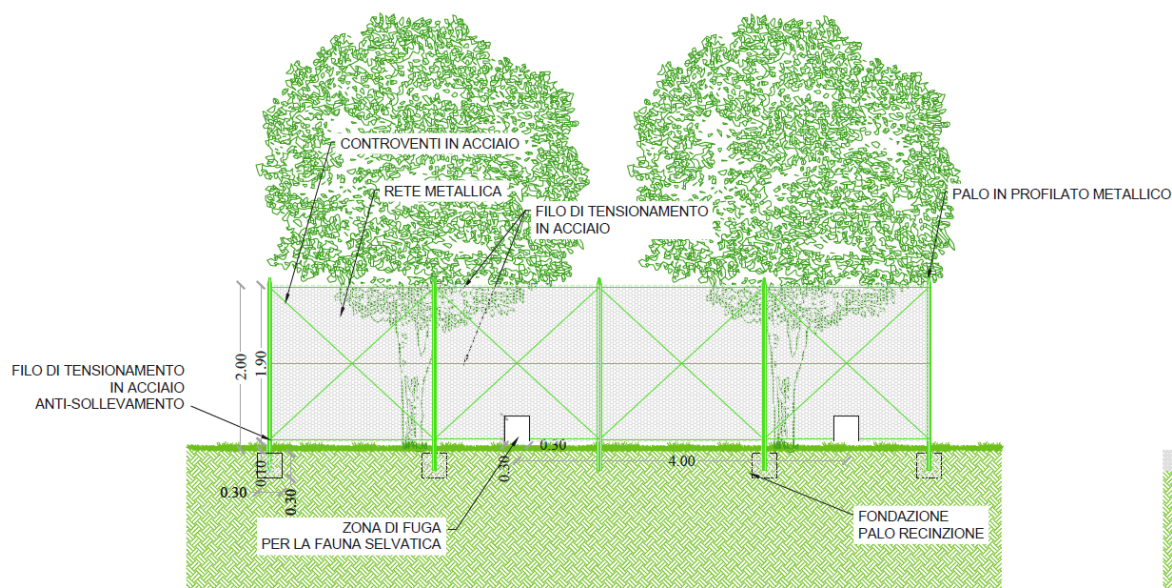 CONTROVENTI IN ACCIAIO
RETE METALLICA
FILO DI TENSIONAMENTO
IN ACCIAIO
PALO IN PROFILATO METALLICO
2.00
1.90
FILO DI TENSIONAMENTO
IN ACCIAIO
ANTI-SOLLEVAMENTO
0.30
0.30
4.00
0.10
0.30
0.30
ZONA DI FUGA
PER LA FAUNA SELVATICA
FONDAZIONE
PALO RECINZIONE